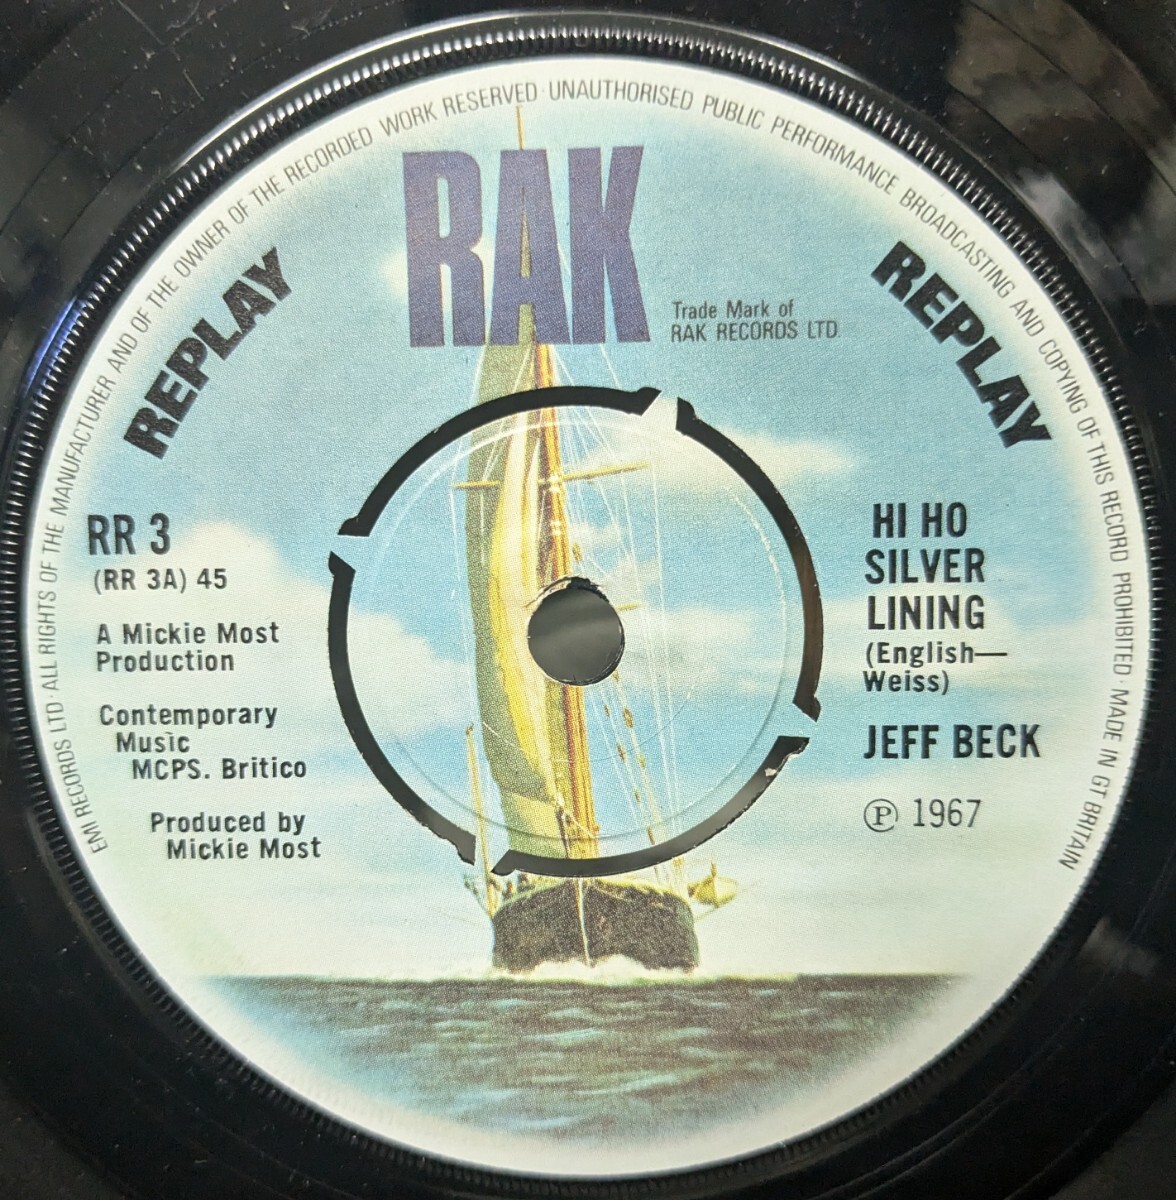 EMI RECORDS LTD · ALL RIGHTS OF THE MANUFACTURER AND OF THE OWNER OF THE RECORDED WORK RESERVED · UNAUTHORISED PUBLIC PERFORMANCE BROADCASTING AND COPYING OF THIS RECORD PROHIBITED · MADE IN GT BRITAIN
RAK
Trade Mark of
RAK RECORDS LTD.
REPLAY
REPLAY
RR 3
(RR 3A) 45
A Mickie Most
Production
Contemporary
Music
MCPS. Britico
Produced by
Mickie Most
HI HO
SILVER
LINING
(English—
Weiss)
JEFF BECK
℗ 1967